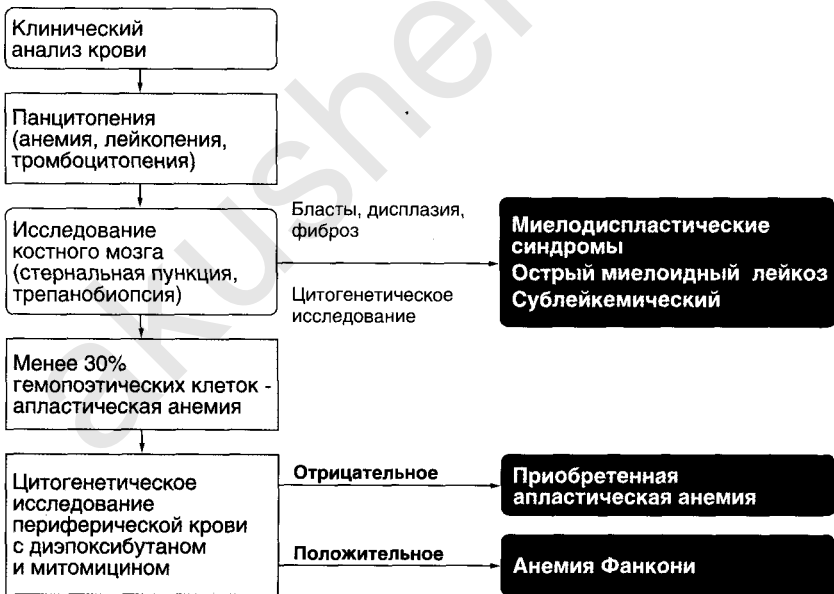 Клинический
анализ крови
Панцитопения
(анемия, лейкопения,
тромбоцитопения)
Исследование
костного мозга
(стернальная пункция,
трепанобиопсия)
Бласты, дисплазия,
фиброз
Цитогенетическое
исследование
Миелодиспластические
синдромы
Острый миелоидный лейкоз
Сублейкемический
Менее 30%
гемопоэтических клеток -
апластическая анемия
Цитогенетическое
исследование
периферической крови
с диэпоксибутаном
и митомицином
Отрицательное
Приобретенная
апластическая анемия
Положительное
Анемия Фанкони
akusher